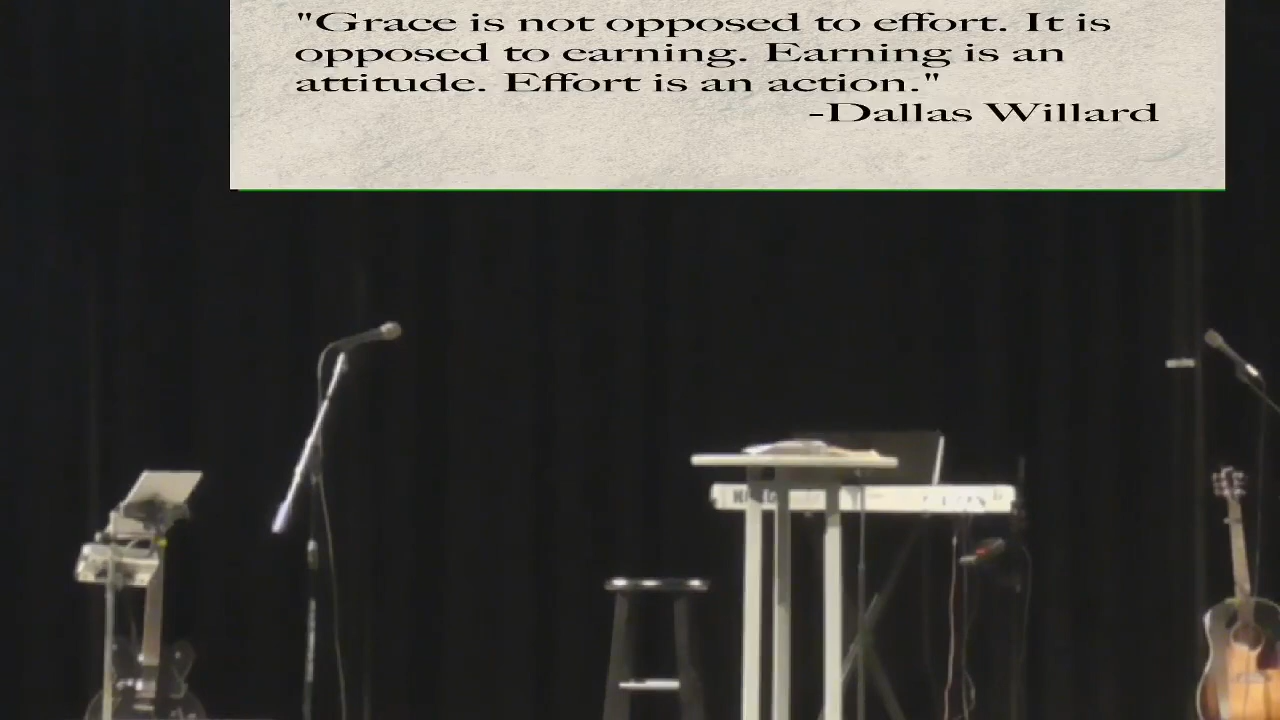 "Grace is not opposed to effort. It is
opposed to earning. Earning is an
attitude. Effort is an action."
-Dallas Willard